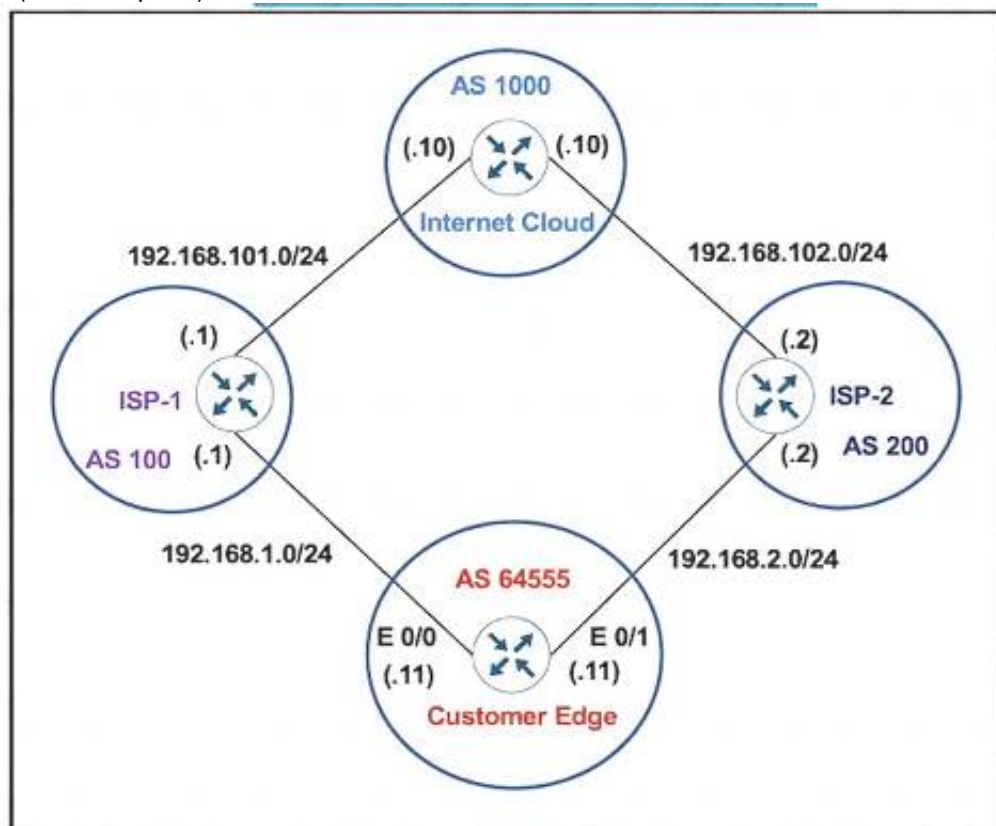 AS 1000
(.10) (.10)
Internet Cloud
192.168.101.0/24 192.168.102.0/24
(.1) (.2)
ISP-1 ISP-2
AS 100 (.1) (.2) AS 200
192.168.1.0/24 192.168.2.0/24
AS 64555
E 0/0 E 0/1
(.11) (.11)
Customer Edge